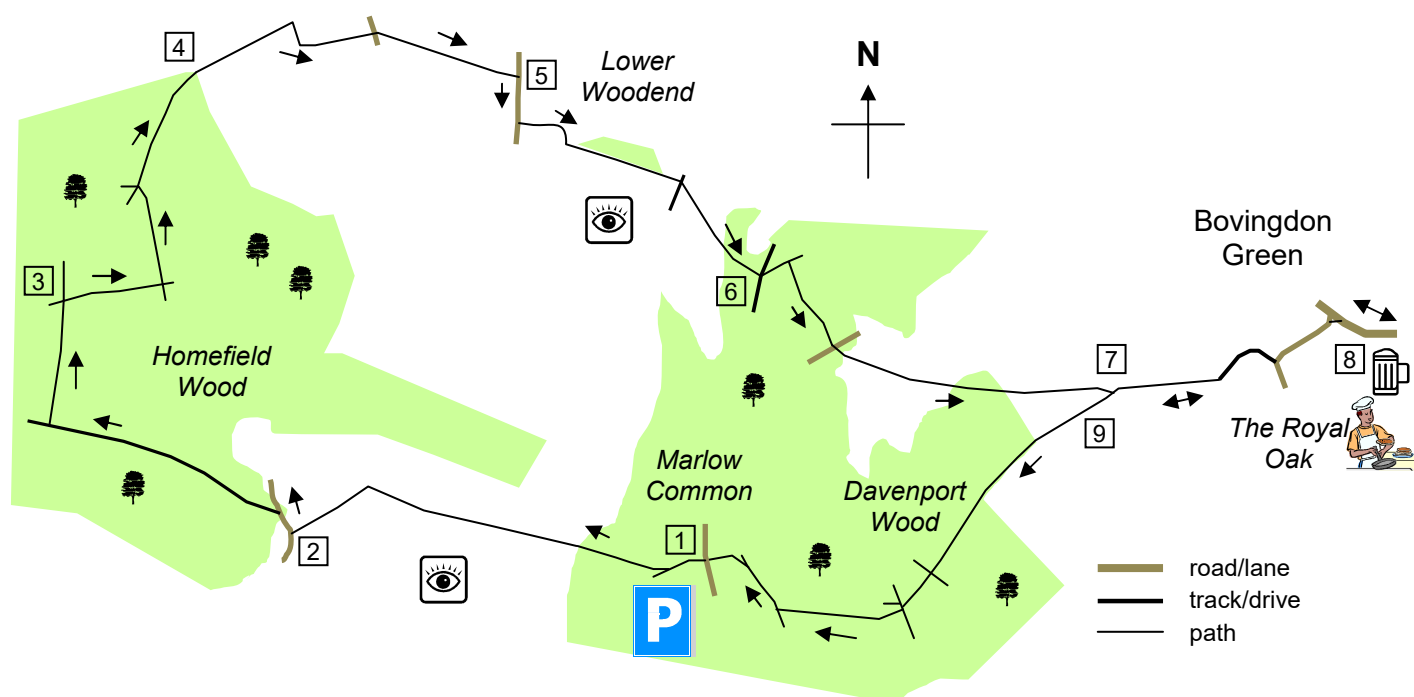 4
5
Lower
Woodend
N
Bovingdon
Green
3
6
Homefield
Wood
7
8
9
The Royal
Oak
Marlow
Common
Davenport
Wood
1
2
P
road/lane
track/drive
path